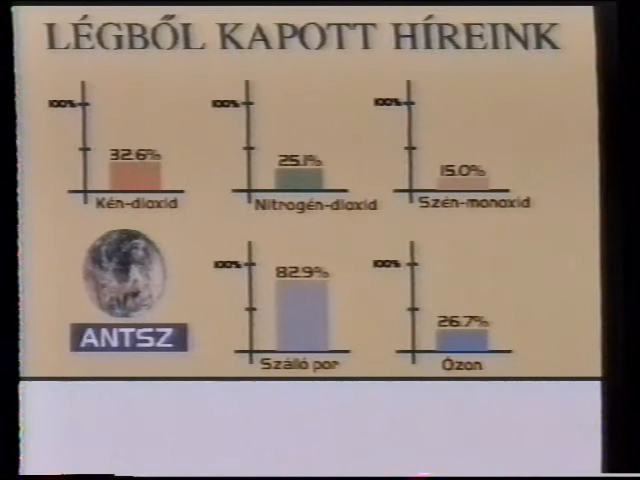 LÉGBŐL KAPOTT HÍREINK
100%
32.6%
Kén-dioxid
100%
25.1%
Nitrogén-dioxid
100%
15.0%
Szén-monoxid
ANTSZ
100%
82.9%
Szálló por
100%
26.7%
Ózon